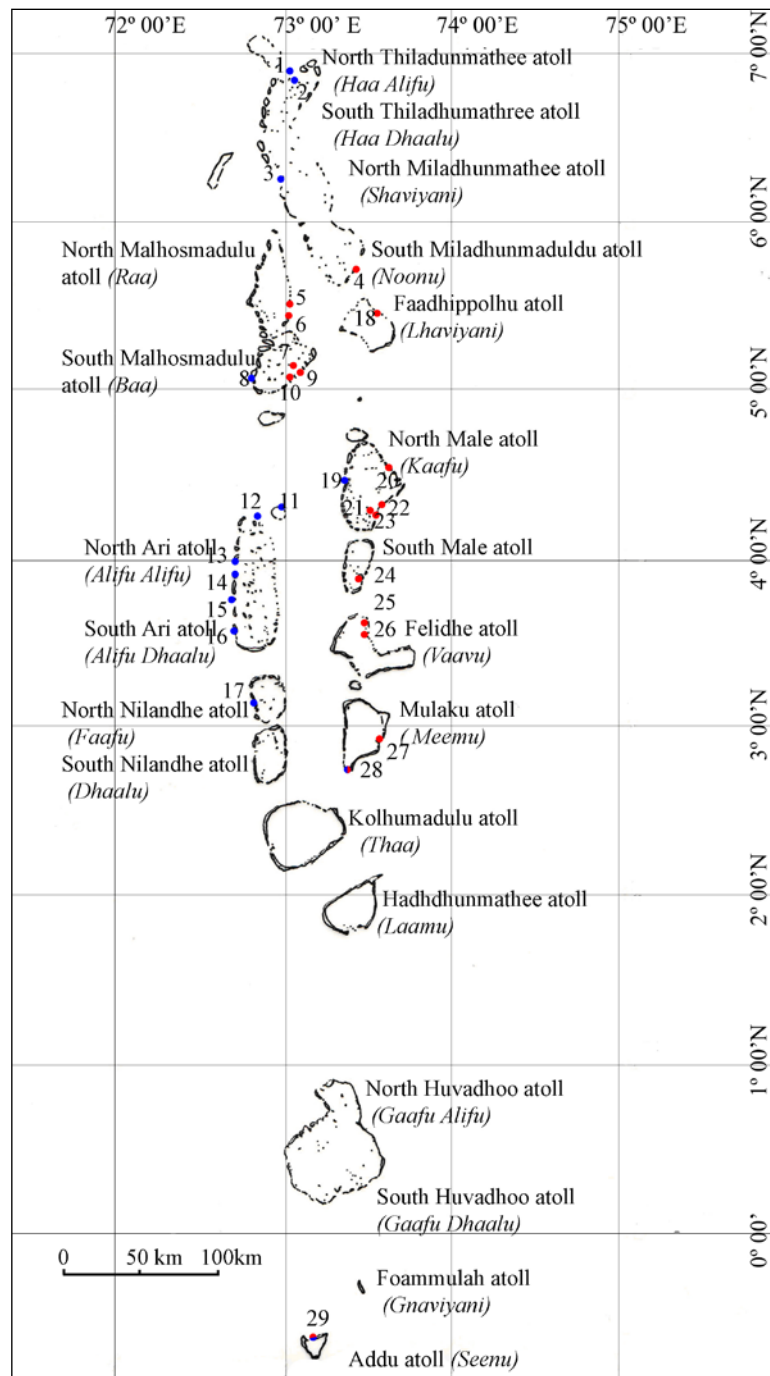 72º 00’E 73º 00’E 74º 00’E 75º 00’E
7º 00’N
1
2
North Thiladunmathee atoll
(Haa Alifu)
South Thiladhumathree atoll
(Haa Dhaalu)
3
North Miladhunmathee atoll
(Shaviyani)
6º 00’N
North Malhosmadulu
atoll (Raa)
South Miladhunmaduldu atoll
(Noonu)
4
5
6
18
Faadhippolhu atoll
(Lhaviyani)
South Malhosmadulu
atoll (Baa)
7
8
9
10
5º 00’N
North Male atoll
(Kaafu)
19
20
21
22
23
12
11
North Ari atoll
(Alifu Alifu)
13
14
15
South Male atoll
4º 00’N
24
25
South Ari atoll
(Alifu Dhaalu)
16
26
Felidhe atoll
(Vaavu)
17
North Nilandhe atoll
(Faafu)
Mulaku atoll
( Meemu)
3º 00’N
27
South Nilandhe atoll
(Dhaalu)
28
Kolhumadulu atoll
(Thaa)
2º 00’N
Hadhdhunmathee atoll
(Laamu)
1º 00’N
North Huvadhoo atoll
(Gaafu Alifu)
South Huvadhoo atoll
(Gaafu Dhaalu)
0º 00’
0 50 km 100km
Foammulah atoll
(Gnaviyani)
29
Addu atoll (Seenu)